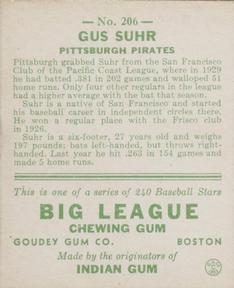 — No. 206 —
GUS SUHR
PITTSBURGH PIRATES
Pittsburgh grabbed Suhr from the San Francisco
Club of the Pacific Coast League, where in 1929
he had batted .381 in 202 games and walloped 51
home runs. Only four other regulars in the league
had a higher average with the bat that season.
Suhr is a native of San Francisco and started
his baseball career in independent circles there.
He won a regular place with the Frisco club
in 1926.
Suhr is a six-footer, 27 years old and weighs
197 pounds; bats left-handed, but throws right-
handed. Last year he hit .263 in 154 games and
made 5 home runs.
This is one of a series of 240 Baseball Stars
BIG LEAGUE
CHEWING GUM
GOUDEY GUM CO. BOSTON
Made by the originators of
INDIAN GUM